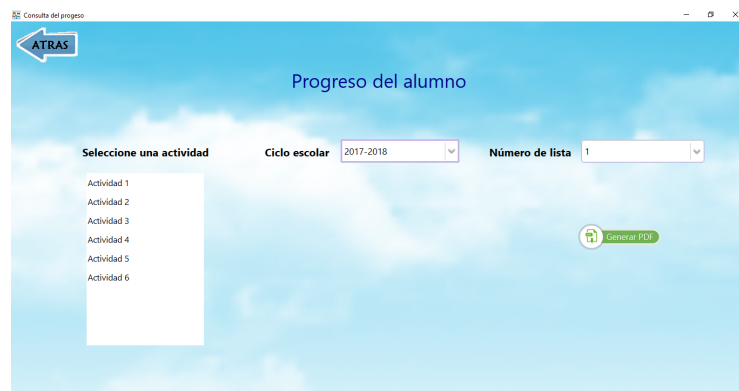 Consulta del progeso
ATRAS
Progreso del alumno
Seleccione una actividad
Ciclo escolar
2017-2018
Número de lista
1
Actividad 1
Actividad 2
Actividad 3
Actividad 4
Actividad 5
Actividad 6
Generar PDF